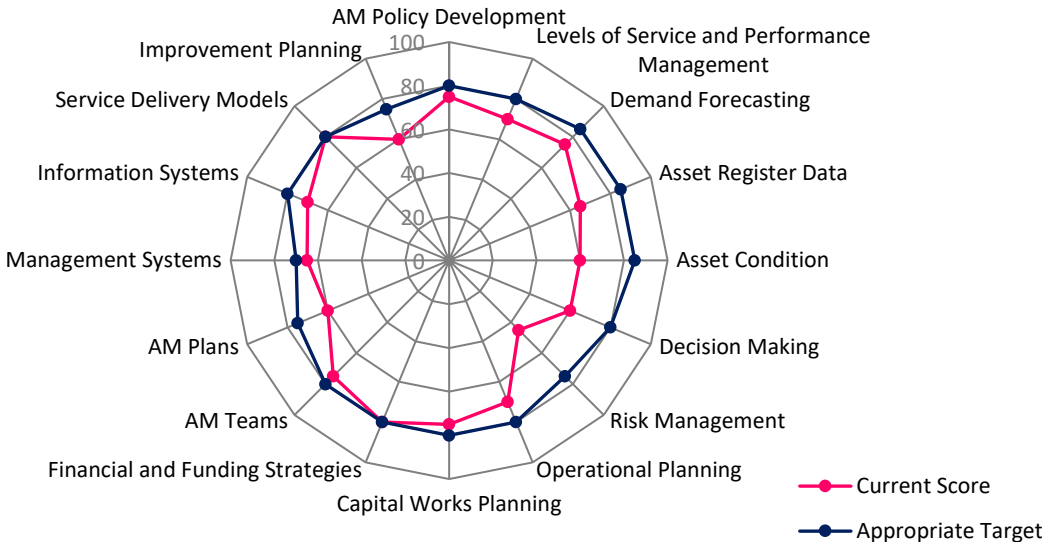 AM Policy Development
Levels of Service and Performance
Management
Demand Forecasting
Asset Register Data
Asset Condition
Decision Making
Risk Management
Operational Planning
Capital Works Planning
Financial and Funding Strategies
AM Teams
AM Plans
Management Systems
Information Systems
Service Delivery Models
Improvement Planning
100
80
60
40
20
0
Current Score
Appropriate Target